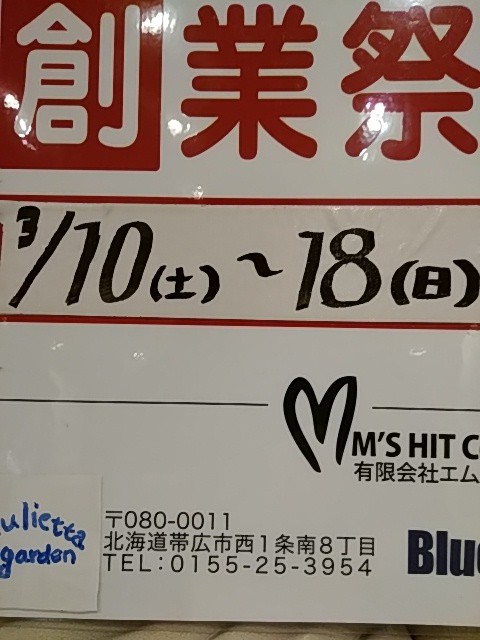 創業祭
3/10(土)~18(日)
M'S HIT C
有限会社エム
ulietta
garden
〒080-0011
北海道帯広市西1条南8丁目
TEL:0155-25-3954
Blue